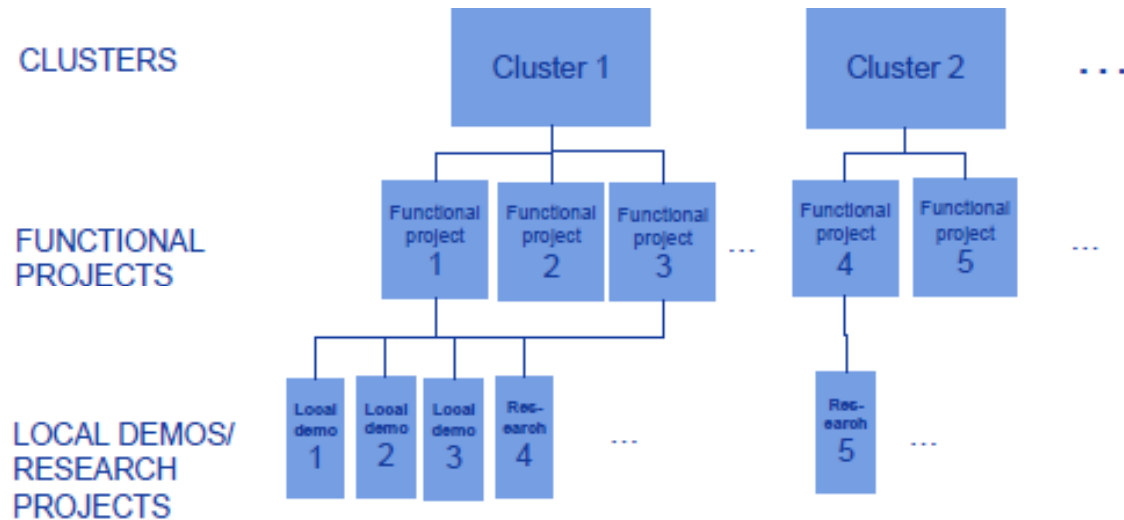 CLUSTERS
Cluster 1
Cluster 2
...
FUNCTIONAL
PROJECTS
Functional
project
1
Functional
project
2
Functional
project
3
...
Functional
project
4
Functional
project
5
...
LOCAL DEMOS/
RESEARCH
PROJECTS
Local
demo
1
Local
demo
2
Local
demo
3
Res-
earch
4
...
Res-
earch
5
...